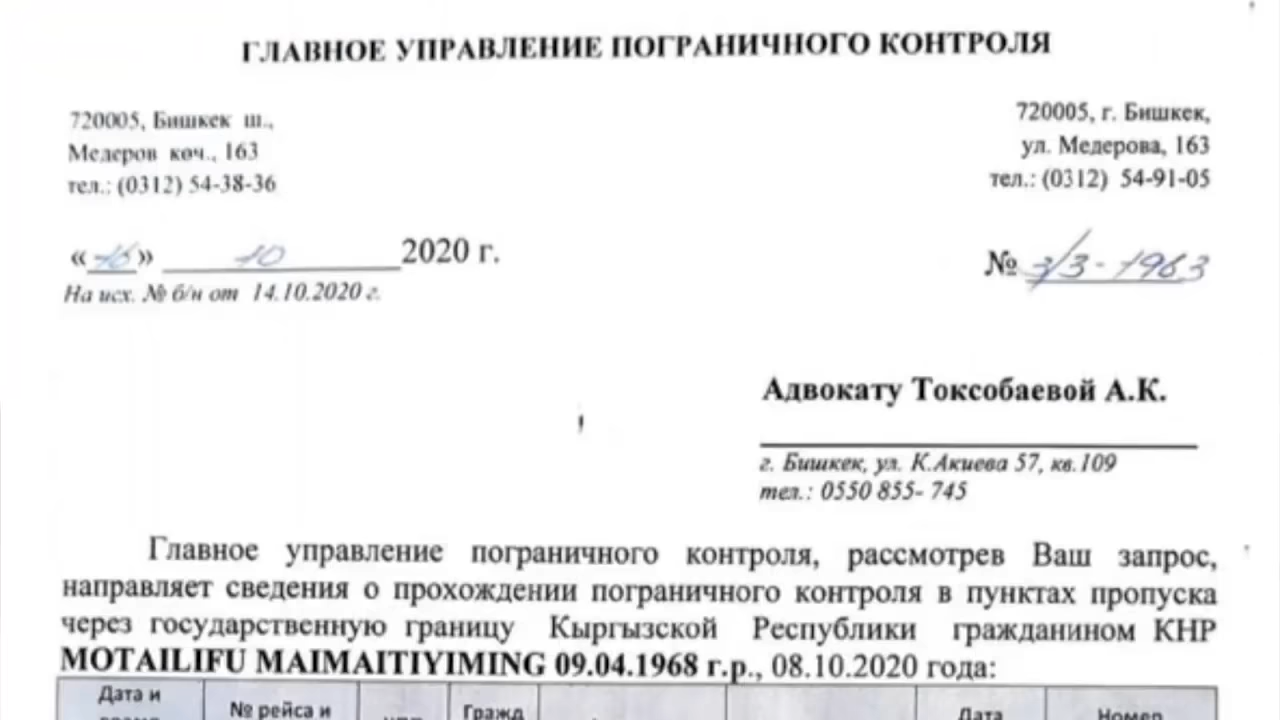 ГЛАВНОЕ УПРАВЛЕНИЕ ПОГРАНИЧНОГО КОНТРОЛЯ
720005, Бишкек ш.,
Медеров көч., 163
тел.: (0312) 54-38-36
720005, г. Бишкек,
ул. Медерова, 163
тел.: (0312) 54-91-05
«16» 10 2020 г.
На исх. № б/н от 14.10.2020 г.
№ 3/3-1963
Адвокату Токсобаевой А.К.
г. Бишкек, ул. К.Акиева 57, кв.109
тел.: 0550 855- 745
Главное управление пограничного контроля, рассмотрев Ваш запрос,
направляет сведения о прохождении пограничного контроля в пунктах пропуска
через государственную границу Кыргызской Республики гражданином КНР
MOTAILIFU MAIMAITIYIMING 09.04.1968 г.р., 08.10.2020 года:
Дата и
№ рейса и
Гражд
Дата
Номер